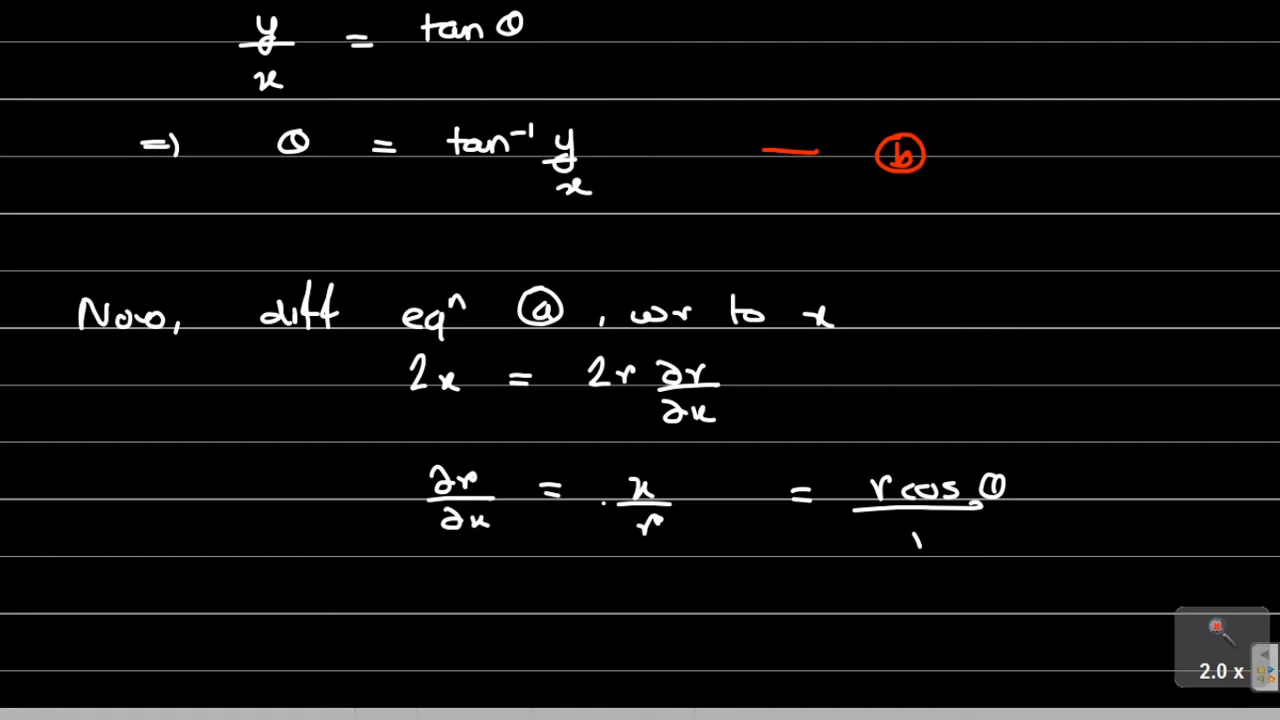 y/x = tan θ
=> θ = tan⁻¹ y/x — ⓑ
Now, diff eqⁿ ⓐ, wr to x
2x = 2r ∂r/∂x
∂r/∂x = x/r = r cos θ/
2.0 x